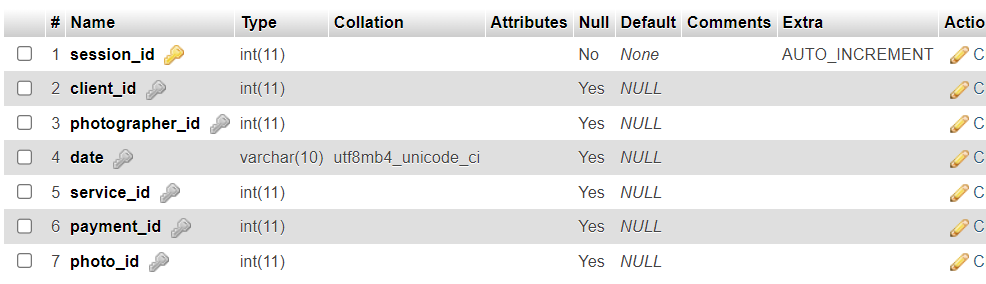 # Name Type Collation Attributes Null Default Comments Extra Actio
1 session_id int(11) No None AUTO_INCREMENT C
2 client_id int(11) Yes NULL C
3 photographer_id int(11) Yes NULL C
4 date varchar(10) utf8mb4_unicode_ci Yes NULL C
5 service_id int(11) Yes NULL C
6 payment_id int(11) Yes NULL C
7 photo_id int(11) Yes NULL C